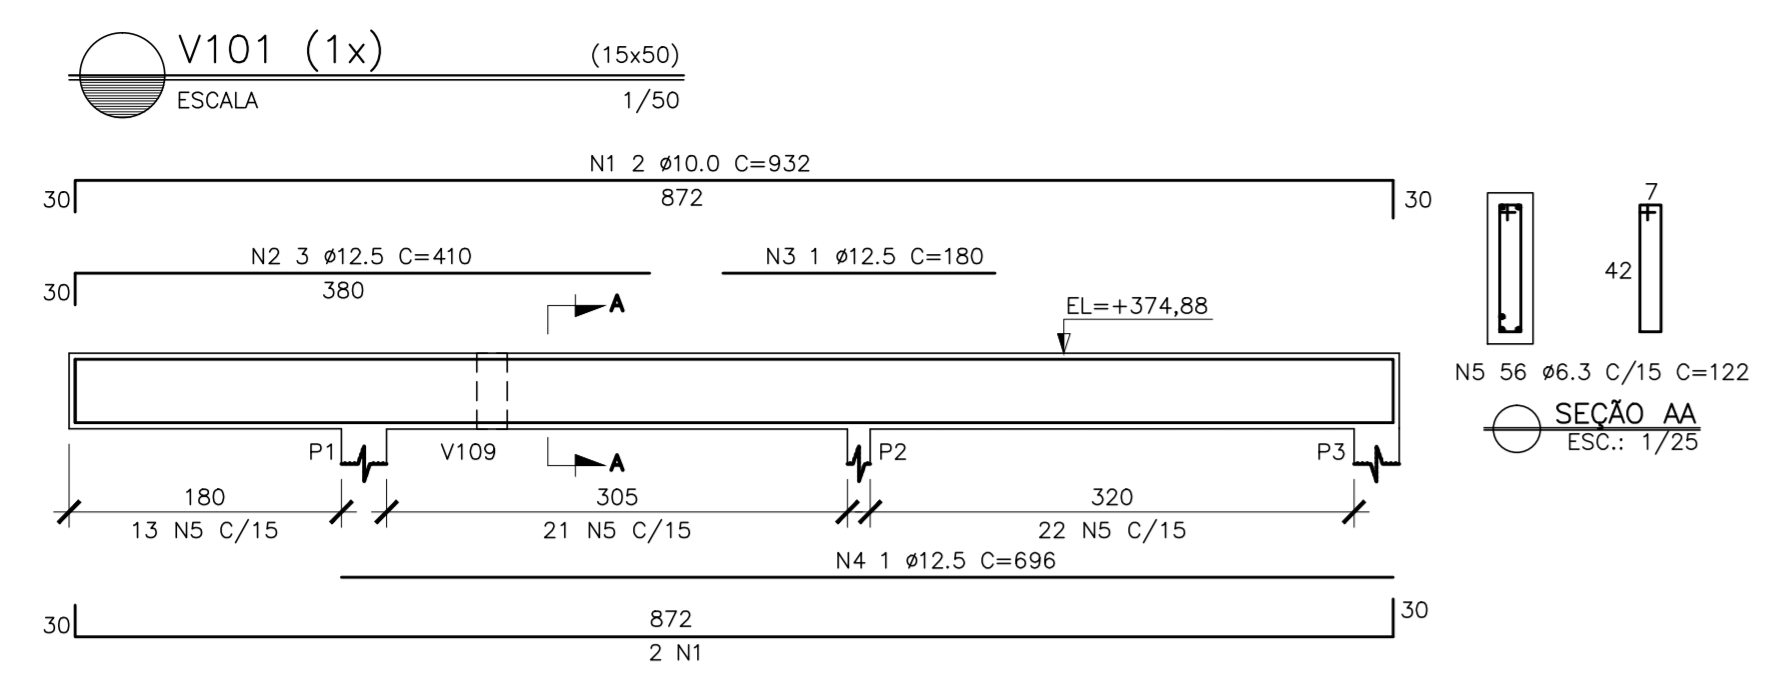 V101 (1x) (15x50)
ESCALA 1/50
N1 2 ø10.0 C=932
30 872 30
N2 3 ø12.5 C=410
30 380
N3 1 ø12.5 C=180
A
EL=+374,88
P1 V109 A P2 P3
180 305 320
13 N5 C/15 21 N5 C/15 22 N5 C/15
N4 1 ø12.5 C=696
30 872 30
2 N1
7
42
N5 56 ø6.3 C/15 C=122
SEÇÃO AA
ESC.: 1/25